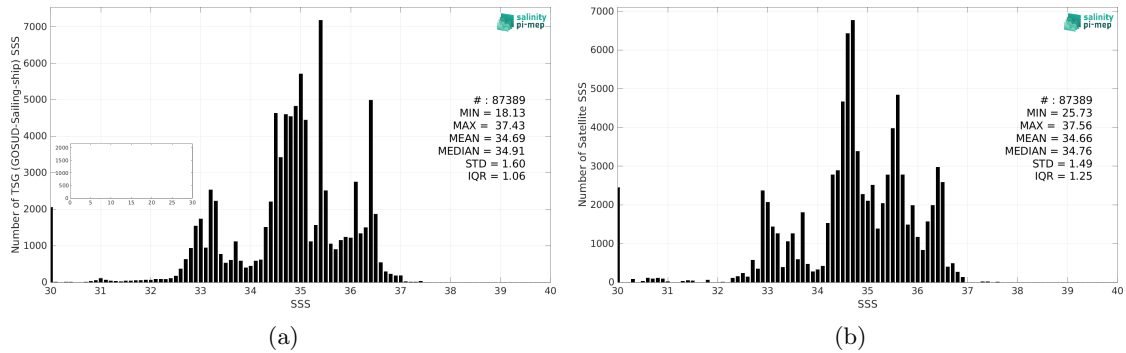 7000
6000
5000
4000
3000
2000
1000
0
Number of TSG (GOSUD-Sailing-ship) SSS
salinity
pi-mep
# : 87389
MIN = 18.13
MAX = 37.43
MEAN = 34.69
MEDIAN = 34.91
STD = 1.60
IQR = 1.06
2000
1500
1000
500
0
0 5 10 15 20 25 30
30 31 32 33 34 35 36 37 38 39 40
SSS
(a)
7000
6000
5000
4000
3000
2000
1000
0
Number of Satellite SSS
salinity
pi-mep
# : 87389
MIN = 25.73
MAX = 37.56
MEAN = 34.66
MEDIAN = 34.76
STD = 1.49
IQR = 1.25
30 31 32 33 34 35 36 37 38 39 40
SSS
(b)